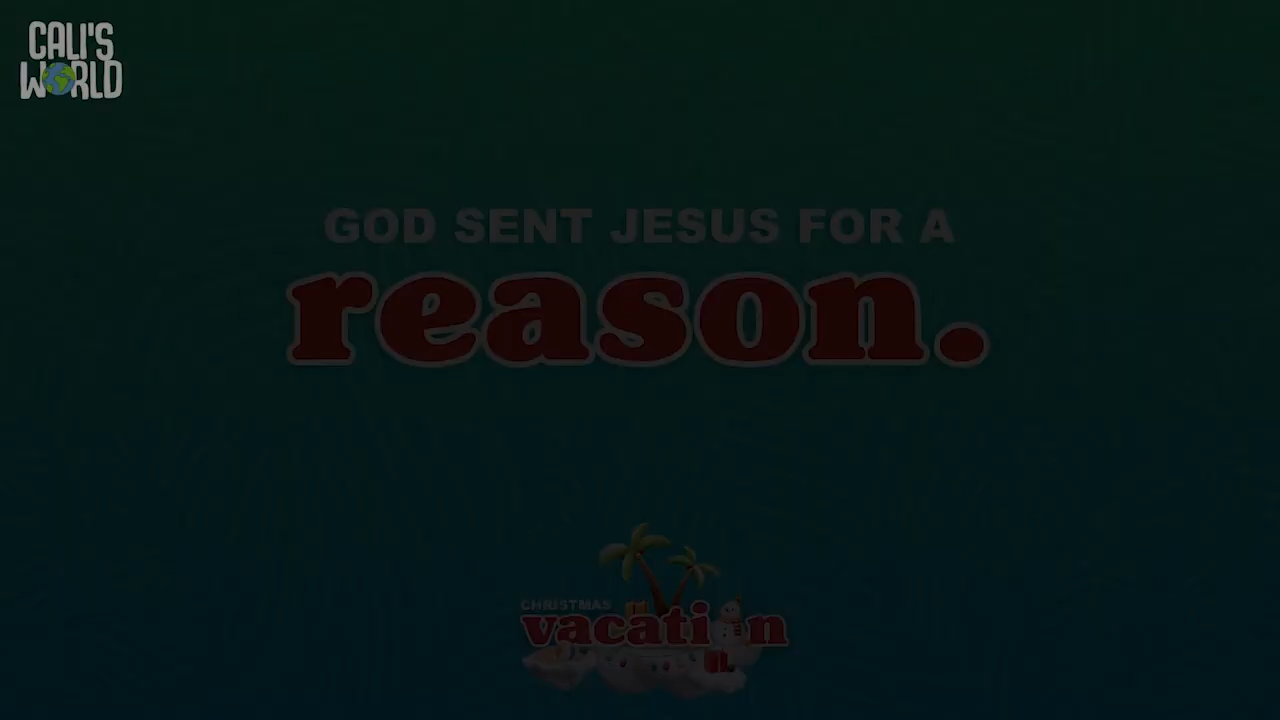 CALI'S
WORLD
GOD SENT JESUS FOR A
reason.
CHRISTMAS
vacation